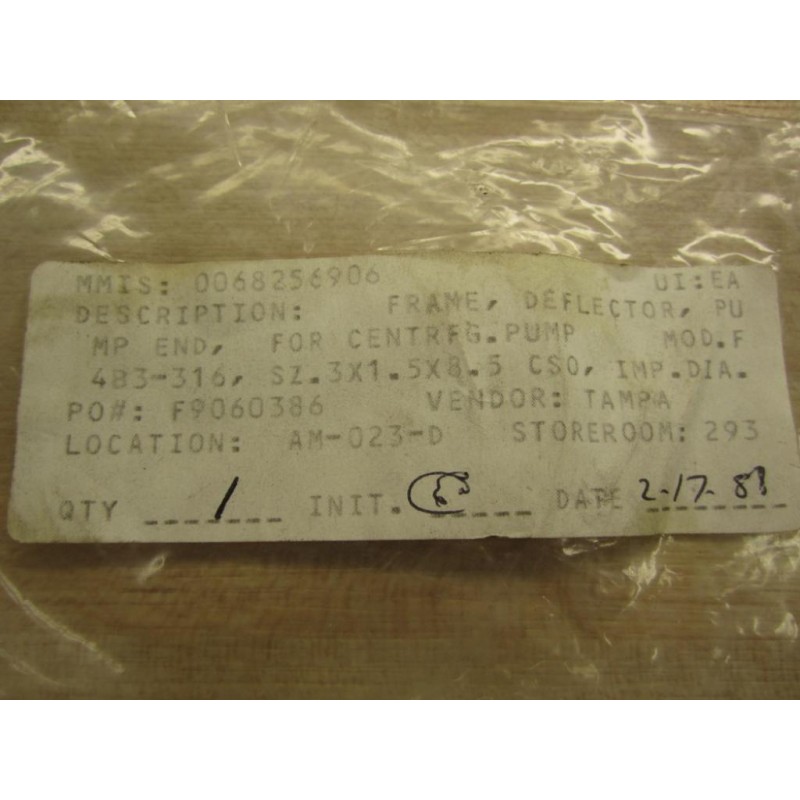 MMIS: 0068256906 UI:EA
DESCRIPTION: FRAME, DEFLECTOR, PU
MP END, FOR CENTRFG.PUMP MOD.F
4B3-316, SZ.3X1.5X8.5 CSO, IMP.DIA.
PO#: F9060386 VENDOR: TAMPA
LOCATION: AM-023-D STOREROOM: 293
QTY 1 INIT. DATE 2-17-